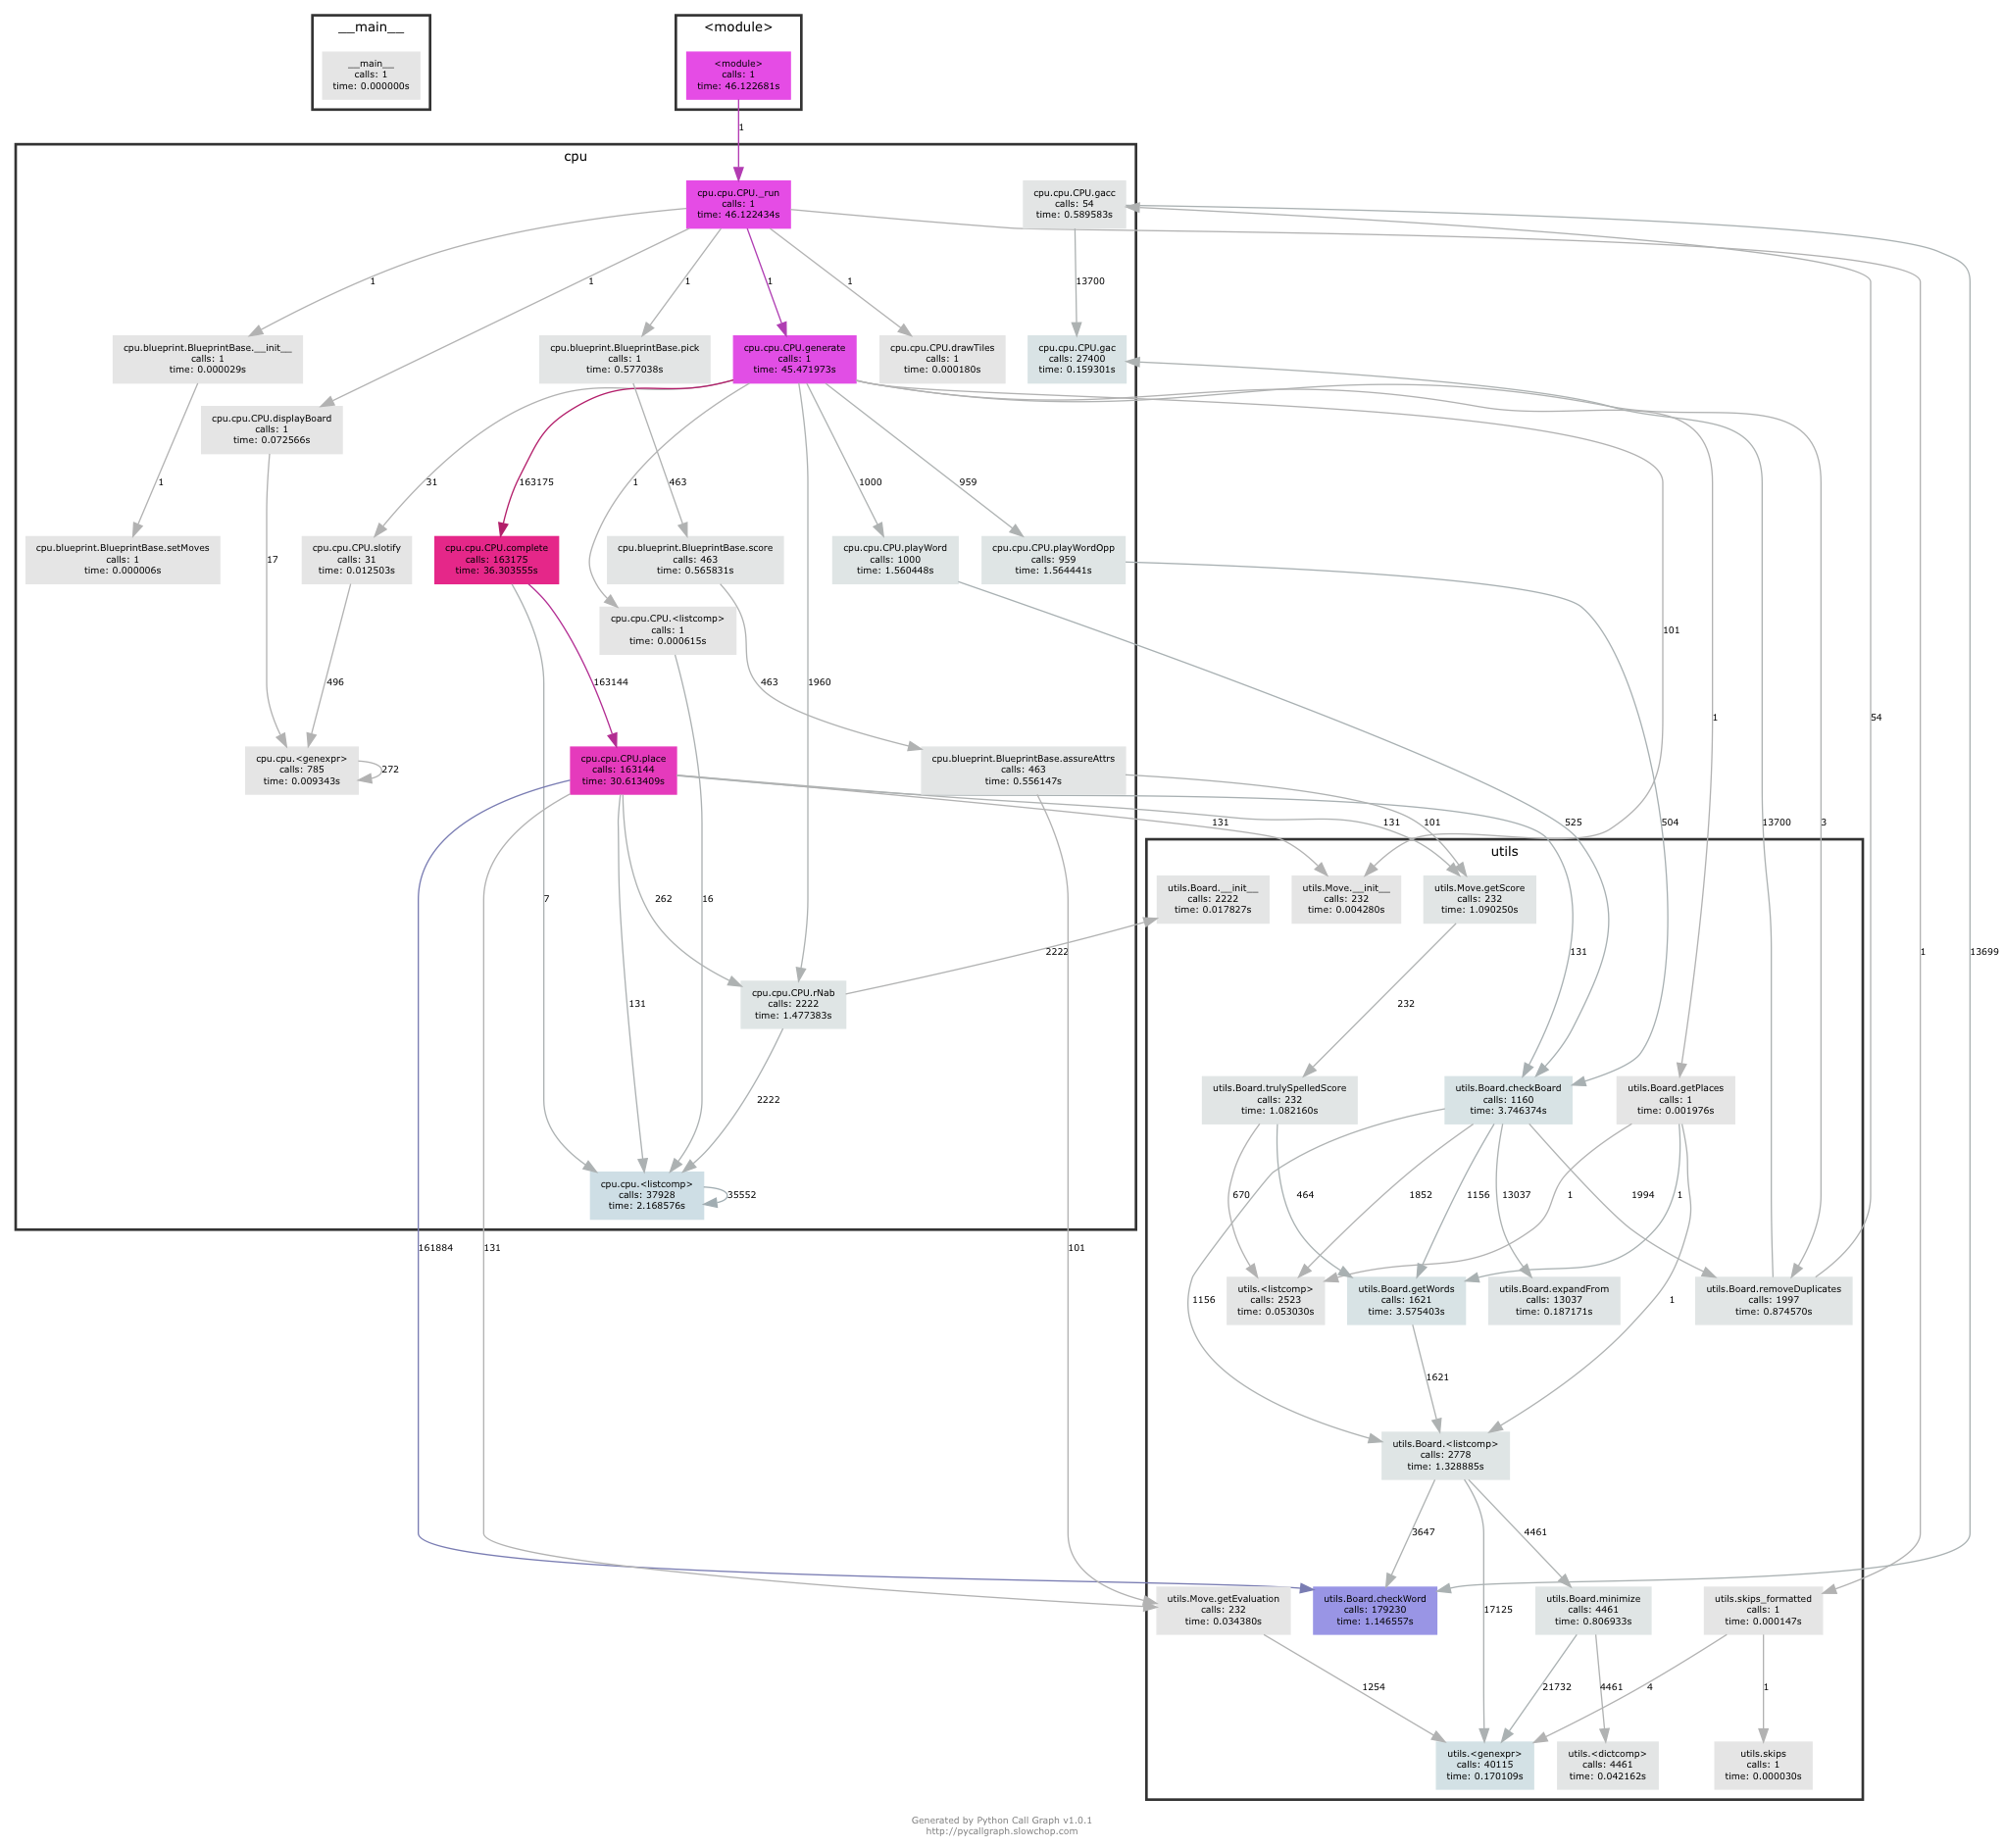 __main__
<module>
__main__
calls: 1
time: 0.000000s
<module>
calls: 1
time: 46.122681s
1
cpu
cpu.cpu.CPU._run
calls: 1
time: 46.122434s
cpu.cpu.CPU.gacc
calls: 54
time: 0.589583s
1
1
1
1
1
13700
cpu.blueprint.BlueprintBase.__init__
calls: 1
time: 0.000029s
cpu.blueprint.BlueprintBase.pick
calls: 1
time: 0.577038s
cpu.cpu.CPU.generate
calls: 1
time: 45.471973s
cpu.cpu.CPU.drawTiles
calls: 1
time: 0.000180s
cpu.cpu.CPU.gac
calls: 27400
time: 0.159301s
cpu.cpu.CPU.displayBoard
calls: 1
time: 0.072566s
1
31
163175
1
463
1000
959
cpu.blueprint.BlueprintBase.setMoves
calls: 1
time: 0.000006s
17
cpu.cpu.CPU.slotify
calls: 31
time: 0.012503s
cpu.cpu.CPU.complete
calls: 163175
time: 36.303555s
cpu.blueprint.BlueprintBase.score
calls: 463
time: 0.565831s
cpu.cpu.CPU.playWord
calls: 1000
time: 1.560448s
cpu.cpu.CPU.playWordOpp
calls: 959
time: 1.564441s
cpu.cpu.CPU.<listcomp>
calls: 1
time: 0.000615s
101
496
163144
463
1960
1
54
cpu.cpu.<genexpr>
calls: 785
time: 0.009343s
272
cpu.cpu.CPU.place
calls: 163144
time: 30.613409s
cpu.blueprint.BlueprintBase.assureAttrs
calls: 463
time: 0.556147s
131
131
101
525
504
13700
3
utils
7
262
16
utils.Board.__init__
calls: 2222
time: 0.017827s
utils.Move.__init__
calls: 232
time: 0.004280s
utils.Move.getScore
calls: 232
time: 1.090250s
2222
131
1
13699
cpu.cpu.CPU.rNab
calls: 2222
time: 1.477383s
131
232
2222
utils.Board.trulySpelledScore
calls: 232
time: 1.082160s
utils.Board.checkBoard
calls: 1160
time: 3.746374s
utils.Board.getPlaces
calls: 1
time: 0.001976s
cpu.cpu.<listcomp>
calls: 37928
time: 2.168576s
35552
670
464
1852
1156
13037
1
1994
1
161884
131
101
utils.<listcomp>
calls: 2523
time: 0.053030s
utils.Board.getWords
calls: 1621
time: 3.575403s
utils.Board.expandFrom
calls: 13037
time: 0.187171s
utils.Board.removeDuplicates
calls: 1997
time: 0.874570s
1156
1
1621
utils.Board.<listcomp>
calls: 2778
time: 1.328885s
3647
4461
utils.Move.getEvaluation
calls: 232
time: 0.034380s
utils.Board.checkWord
calls: 179230
time: 1.146557s
17125
utils.Board.minimize
calls: 4461
time: 0.806933s
utils.skips_formatted
calls: 1
time: 0.000147s
1254
21732
4461
4
1
utils.<genexpr>
calls: 40115
time: 0.170109s
utils.<dictcomp>
calls: 4461
time: 0.042162s
utils.skips
calls: 1
time: 0.000030s
Generated by Python Call Graph v1.0.1
http://pycallgraph.slowchop.com